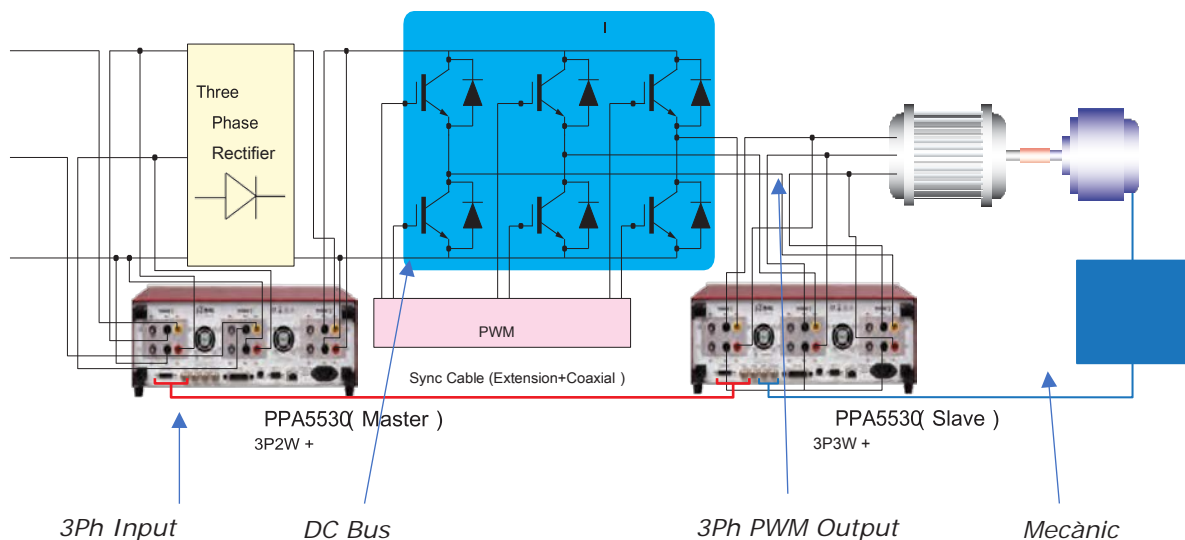 I
Three
Phase
Rectifier
PWM
Sync Cable (Extension+Coaxial )
PPA5530( Master )
3P2W +
PPA5530( Slave )
3P3W +
3Ph Input
DC Bus
3Ph PWM Output
Mecànic